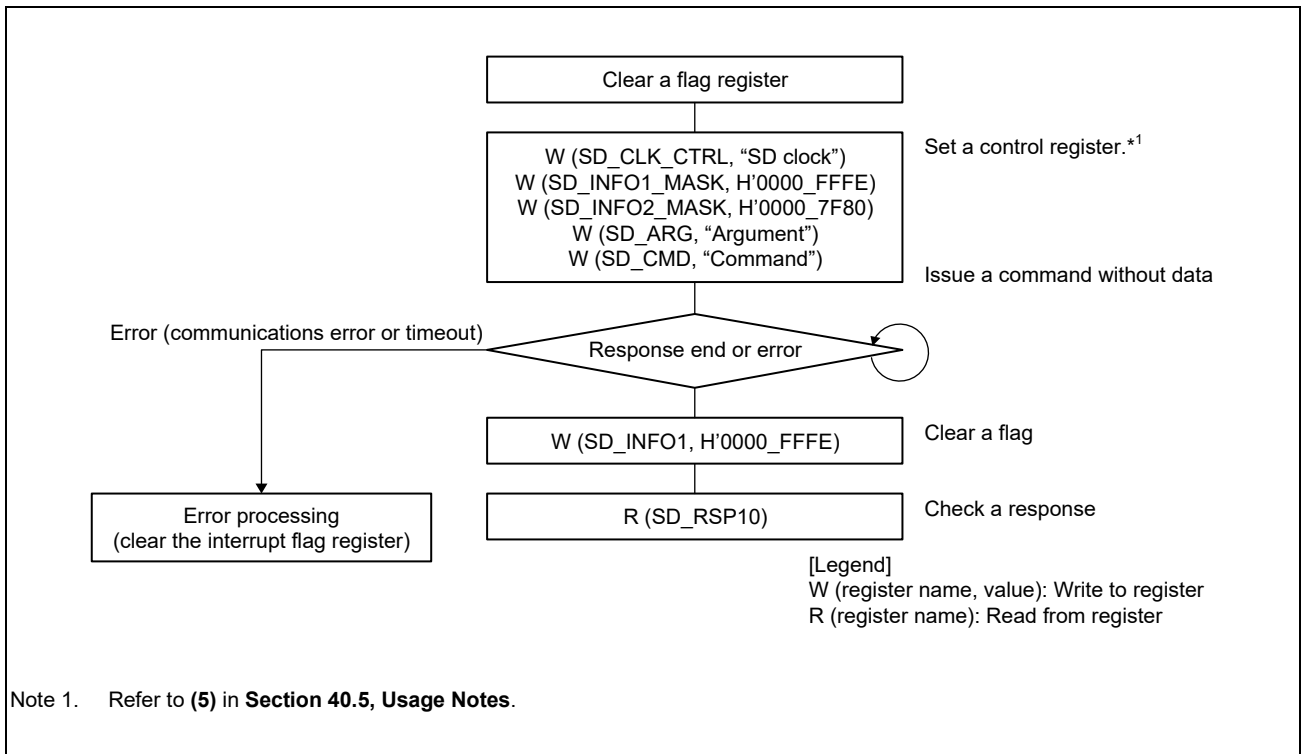 Clear a flag register
W (SD_CLK_CTRL, “SD clock”)
W (SD_INFO1_MASK, H’0000_FFFE)
W (SD_INFO2_MASK, H’0000_7F80)
W (SD_ARG, “Argument”)
W (SD_CMD, “Command”)
Set a control register.*1
Issue a command without data
Error (communications error or timeout)
Response end or error
W (SD_INFO1, H’0000_FFFE)
Clear a flag
Error processing
(clear the interrupt flag register)
R (SD_RSP10)
Check a response
[Legend]
W (register name, value): Write to register
R (register name): Read from register
Note 1. Refer to (5) in Section 40.5, Usage Notes.